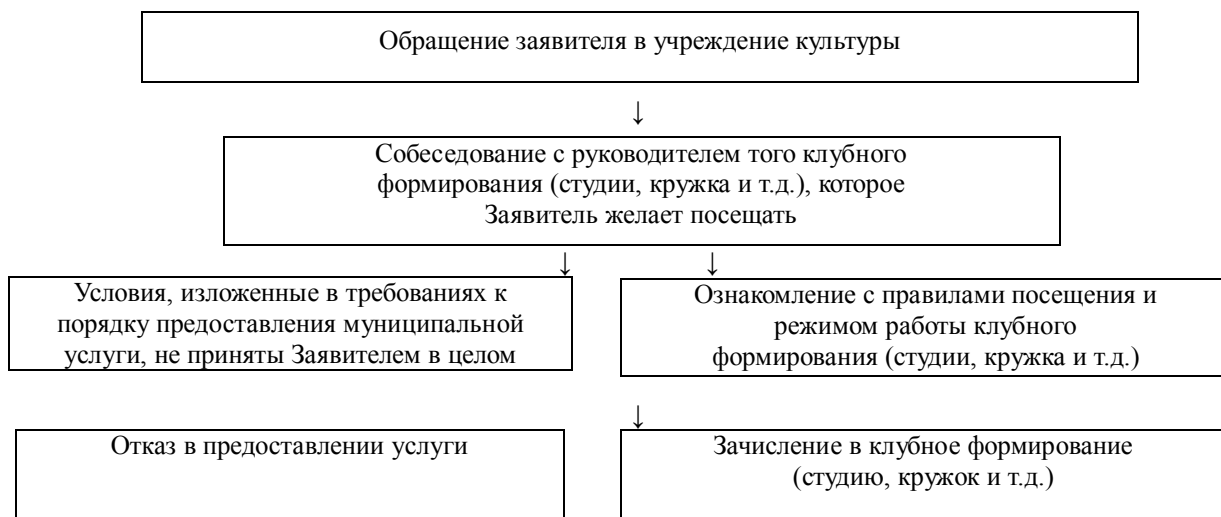 Обращение заявителя в учреждение культуры
↓
Собеседование с руководителем того клубного
формирования (студии, кружка и т.д.), которое
Заявитель желает посещать
↓ ↓
Условия, изложенные в требованиях к
порядку предоставления муниципальной
услуги, не приняты Заявителем в целом
Ознакомление с правилами посещения и
режимом работы клубного
формирования (студии, кружка и т.д.)
↓
Отказ в предоставлении услуги
Зачисление в клубное формирование
(студию, кружок и т.д.)